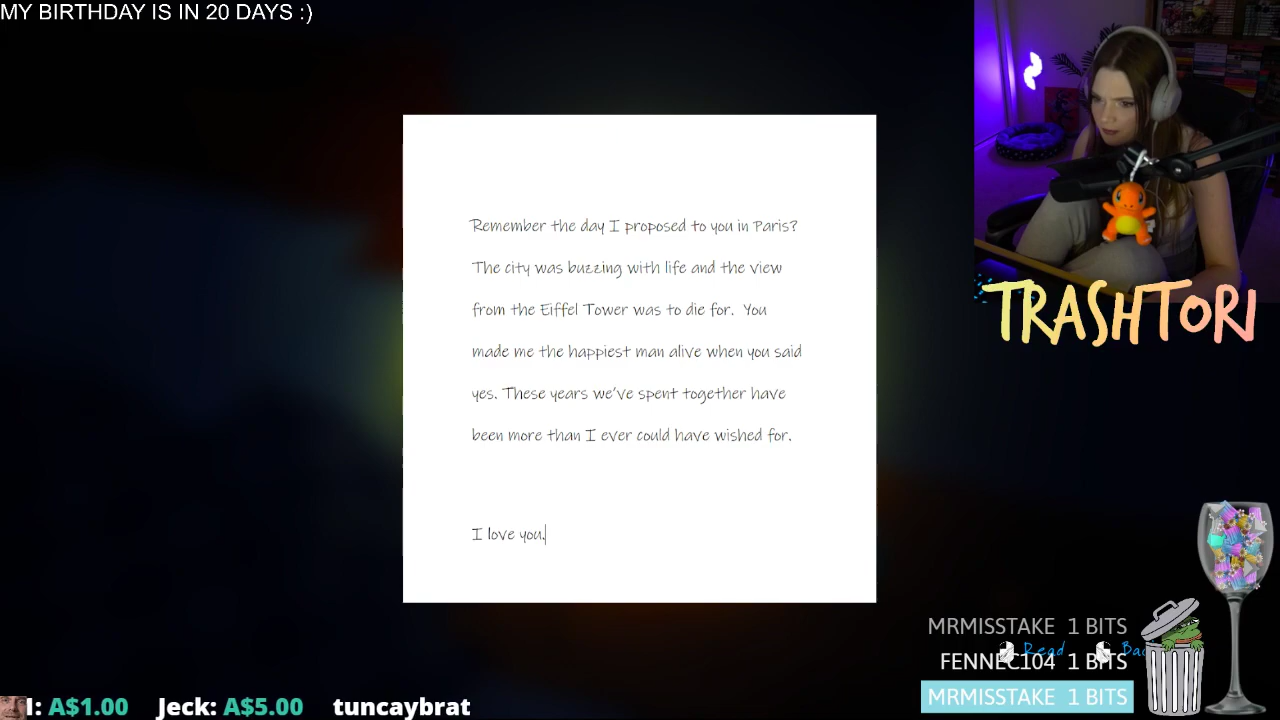 MY BIRTHDAY IS IN 20 DAYS :)
Remember the day I proposed to you in Paris?
The city was buzzing with life and the view
from the Eiffel Tower was to die for. You
made me the happiest man alive when you said
yes. These years we've spent together have
been more than I ever could have wished for.
I love you.
TRASHTORI
MRMISSTAKE 1 BITS
Read
FENNEC104 1 BITS
MRMISSTAKE 1 BITS
A$1.00 Jeck: A$5.00 tuncaybrat